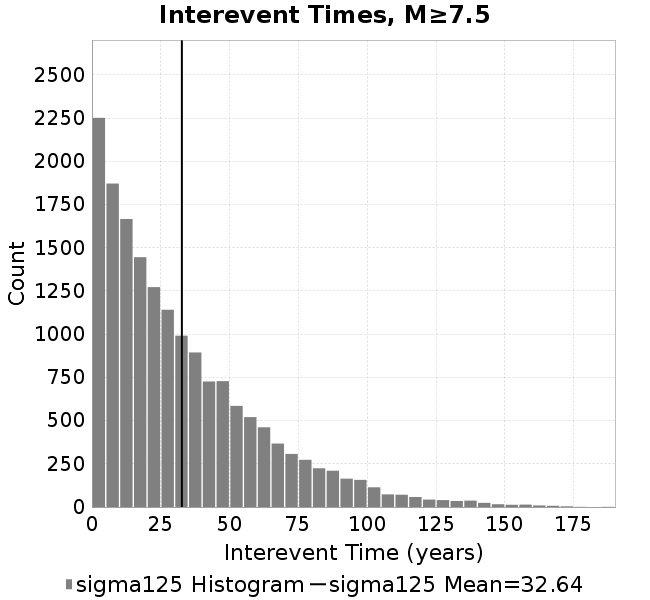 Interevent Times, M≥7.5
2500
2250
2000
1750
1500
1250
1000
750
500
250
0
Count
0 25 50 75 100 125 150 175
Interevent Time (years)
sigma125 Histogram sigma125 Mean=32.64